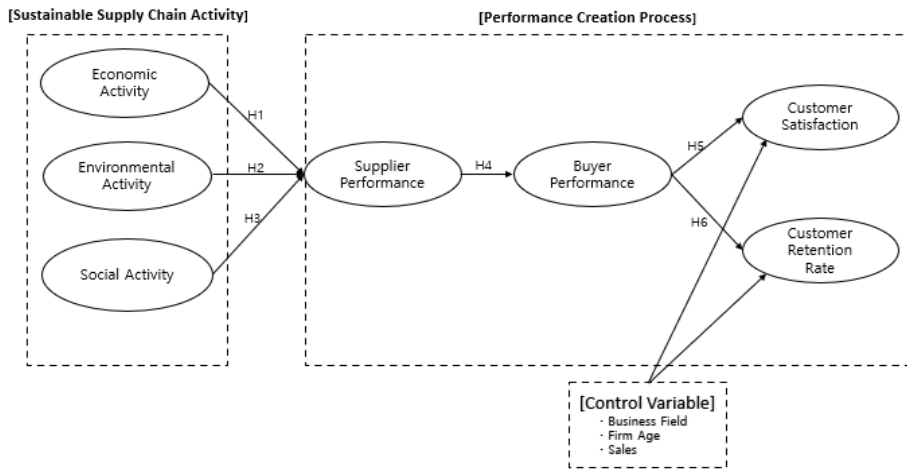 [Sustainable Supply Chain Activity]
[Performance Creation Process]
Economic
Activity
Environmental
Activity
Social Activity
H1
H2
H3
Supplier
Performance
H4
Buyer
Performance
H5
H6
Customer
Satisfaction
Customer
Retention
Rate
[Control Variable]
· Business Field
· Firm Age
· Sales